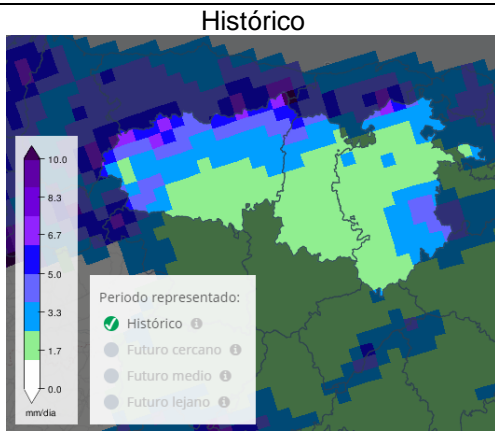 Histórico
10.0
8.3
6.7
5.0
3.3
1.7
0.0
mm/dia
Periodo representado:
Histórico
Futuro cercano
Futuro medio
Futuro lejano